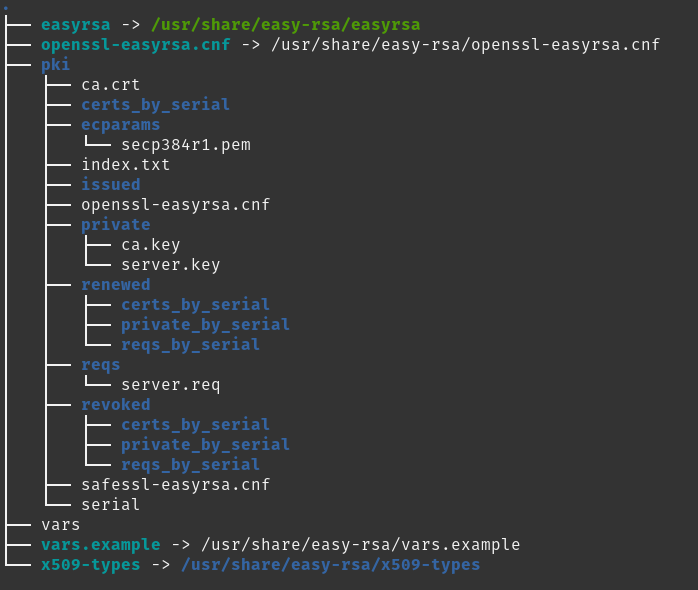 .
├── easyrsa -> /usr/share/easy-rsa/easyrsa
├── openssl-easyrsa.cnf -> /usr/share/easy-rsa/openssl-easyrsa.cnf
├── pki
│   ├── ca.crt
│   ├── certs_by_serial
│   ├── ecparams
│   │   └── secp384r1.pem
│   ├── index.txt
│   ├── issued
│   ├── openssl-easyrsa.cnf
│   ├── private
│   │   ├── ca.key
│   │   └── server.key
│   ├── renewed
│   │   ├── certs_by_serial
│   │   ├── private_by_serial
│   │   └── reqs_by_serial
│   ├── reqs
│   │   └── server.req
│   ├── revoked
│   │   ├── certs_by_serial
│   │   ├── private_by_serial
│   │   └── reqs_by_serial
│   ├── safessl-easyrsa.cnf
│   └── serial
├── vars
├── vars.example -> /usr/share/easy-rsa/vars.example
└── x509-types -> /usr/share/easy-rsa/x509-types